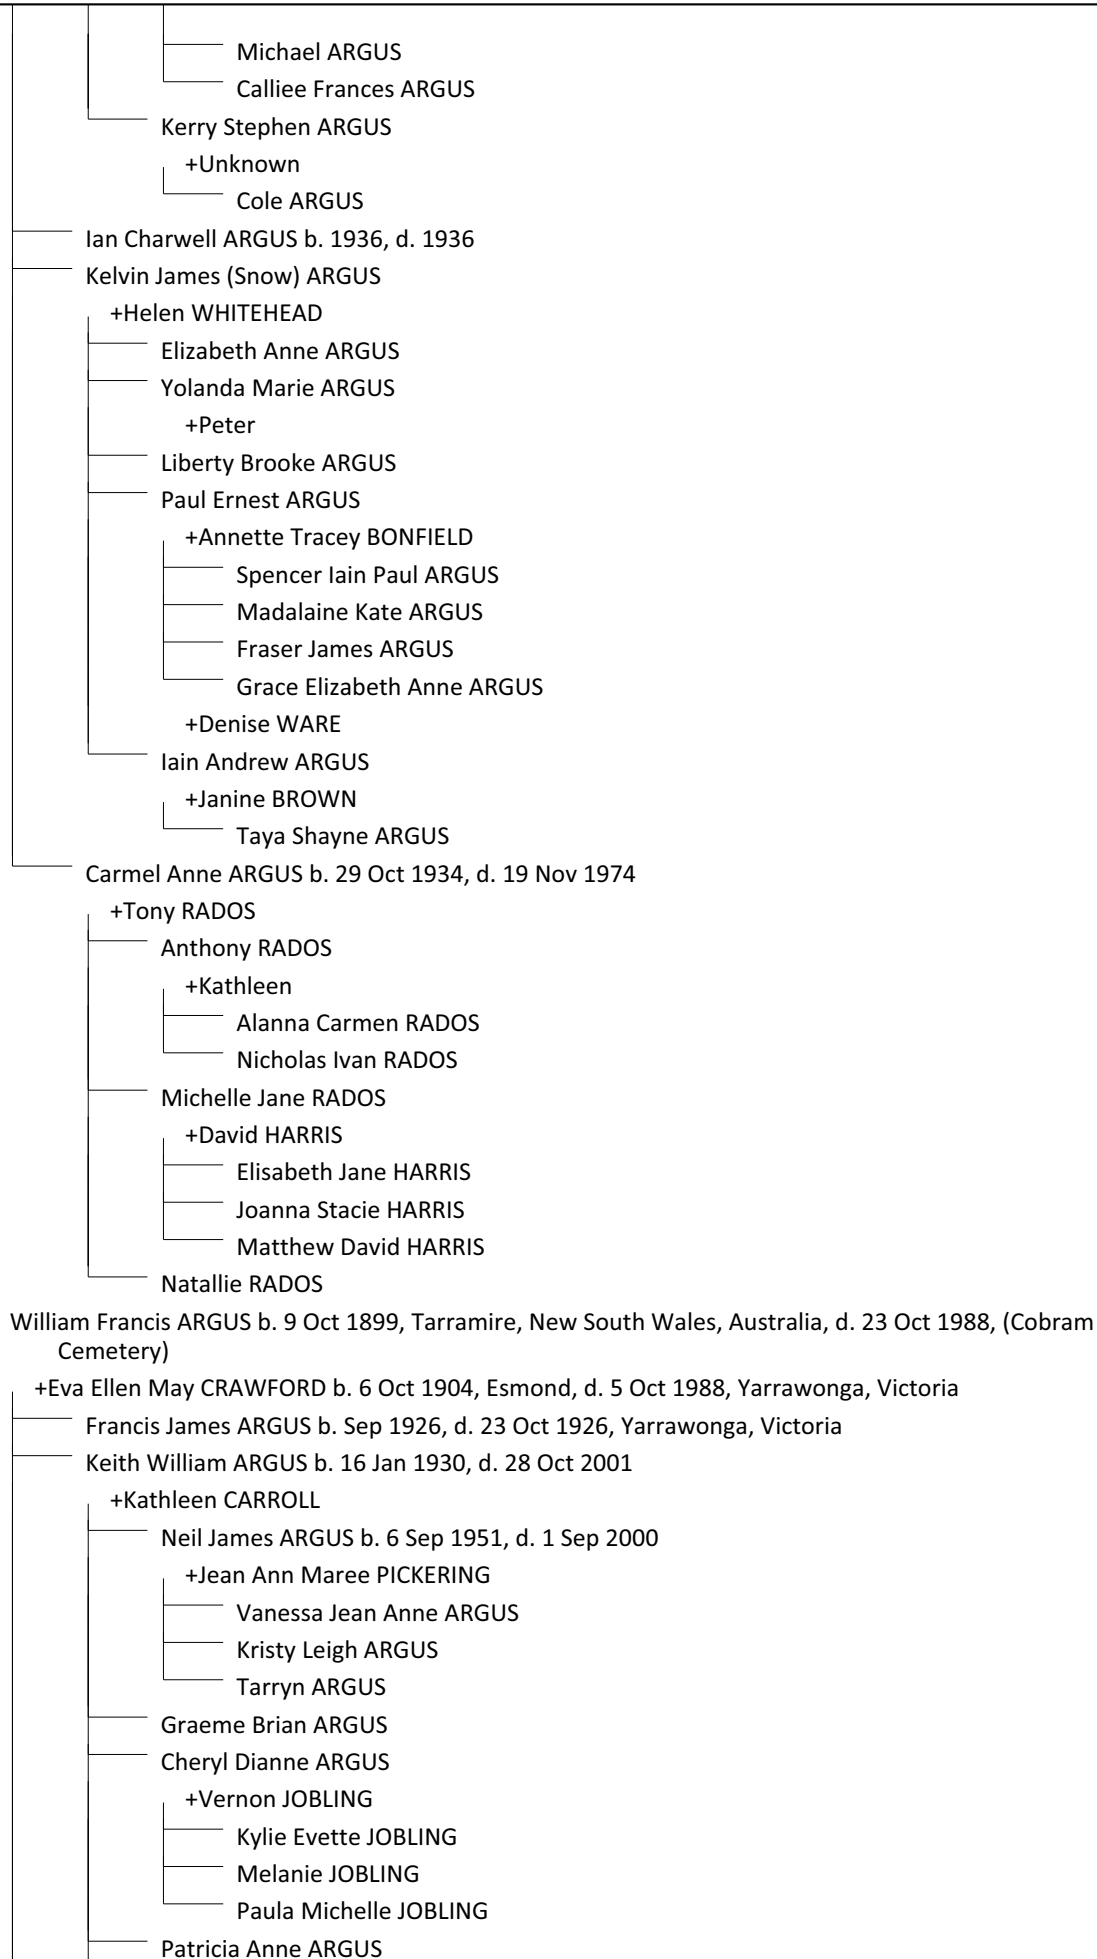 Michael ARGUS
Calliee Frances ARGUS
Kerry Stephen ARGUS
+Unknown
Cole ARGUS
Ian Charwell ARGUS b. 1936, d. 1936
Kelvin James (Snow) ARGUS
+Helen WHITEHEAD
Elizabeth Anne ARGUS
Yolanda Marie ARGUS
+Peter
Liberty Brooke ARGUS
Paul Ernest ARGUS
+Annette Tracey BONFIELD
Spencer Iain Paul ARGUS
Madalaine Kate ARGUS
Fraser James ARGUS
Grace Elizabeth Anne ARGUS
+Denise WARE
Iain Andrew ARGUS
+Janine BROWN
Taya Shayne ARGUS
Carmel Anne ARGUS b. 29 Oct 1934, d. 19 Nov 1974
+Tony RADOS
Anthony RADOS
+Kathleen
Alanna Carmen RADOS
Nicholas Ivan RADOS
Michelle Jane RADOS
+David HARRIS
Elisabeth Jane HARRIS
Joanna Stacie HARRIS
Matthew David HARRIS
Natallie RADOS
William Francis ARGUS b. 9 Oct 1899, Tarramire, New South Wales, Australia, d. 23 Oct 1988, (Cobram
Cemetery)
+Eva Ellen May CRAWFORD b. 6 Oct 1904, Esmond, d. 5 Oct 1988, Yarrawonga, Victoria
Francis James ARGUS b. Sep 1926, d. 23 Oct 1926, Yarrawonga, Victoria
Keith William ARGUS b. 16 Jan 1930, d. 28 Oct 2001
+Kathleen CARROLL
Neil James ARGUS b. 6 Sep 1951, d. 1 Sep 2000
+Jean Ann Maree PICKERING
Vanessa Jean Anne ARGUS
Kristy Leigh ARGUS
Tarryn ARGUS
Graeme Brian ARGUS
Cheryl Dianne ARGUS
+Vernon JOBLING
Kylie Evette JOBLING
Melanie JOBLING
Paula Michelle JOBLING
Patricia Anne ARGUS